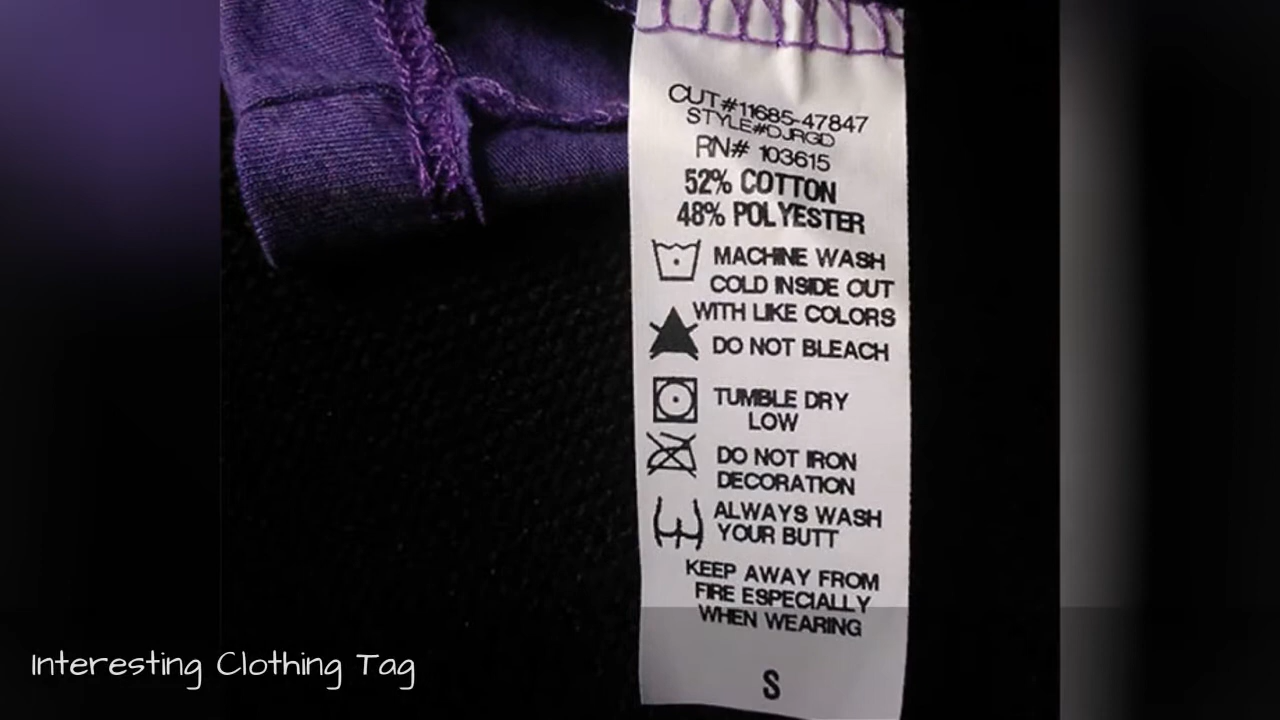 CUT#11685-47847
STYLE#DJRGD
RN# 103615
52% COTTON
48% POLYESTER
MACHINE WASH
COLD INSIDE OUT
WITH LIKE COLORS
DO NOT BLEACH
TUMBLE DRY
LOW
DO NOT IRON
DECORATION
ALWAYS WASH
YOUR BUTT
KEEP AWAY FROM
FIRE ESPECIALLY
WHEN WEARING
S
Interesting Clothing Tag